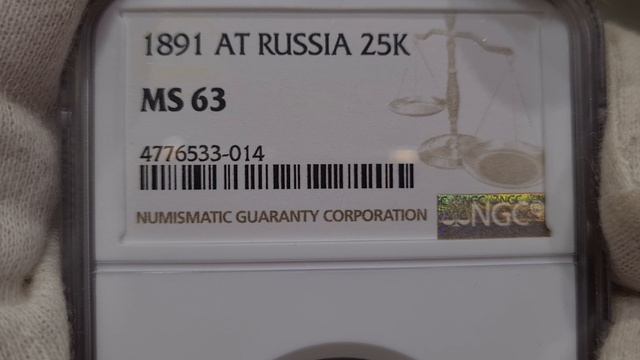 1891 AT RUSSIA 25K
MS 63
4776533-014
NUMISMATIC GUARANTY CORPORATION
NGC